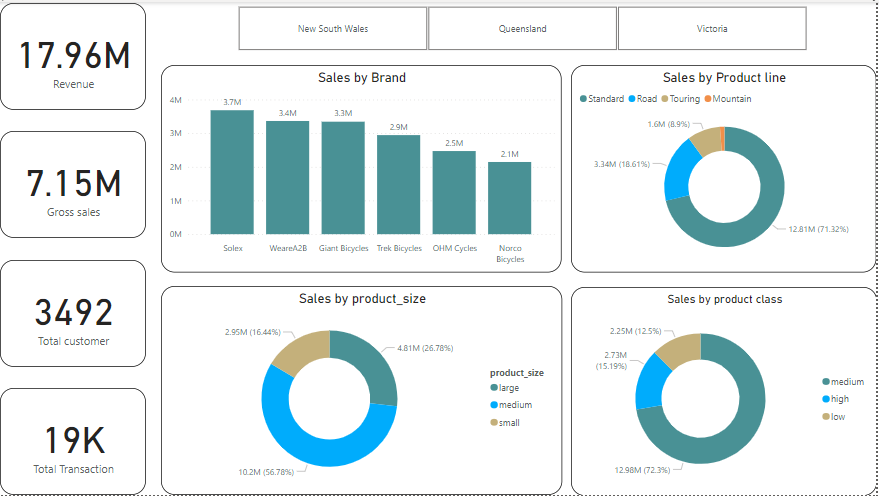 17.96M
Revenue
7.15M
Gross sales
3492
Total customer
19K
Total Transaction
New South Wales
Queensland
Victoria
Sales by Brand
4M
3M
2M
1M
0M
3.7M
3.4M
3.3M
2.9M
2.5M
2.1M
Solex
WeareA2B
Giant Bicycles
Trek Bicycles
OHM Cycles
Norco
Bicycles
Sales by Product line
Standard Road Touring Mountain
1.6M (8.9%)
3.34M (18.61%)
12.81M (71.32%)
Sales by product_size
2.95M (16.44%)
4.81M (26.78%)
10.2M (56.78%)
product_size
large
medium
small
Sales by product class
2.25M (12.5%)
2.73M
(15.19%)
12.98M (72.3%)
medium
high
low